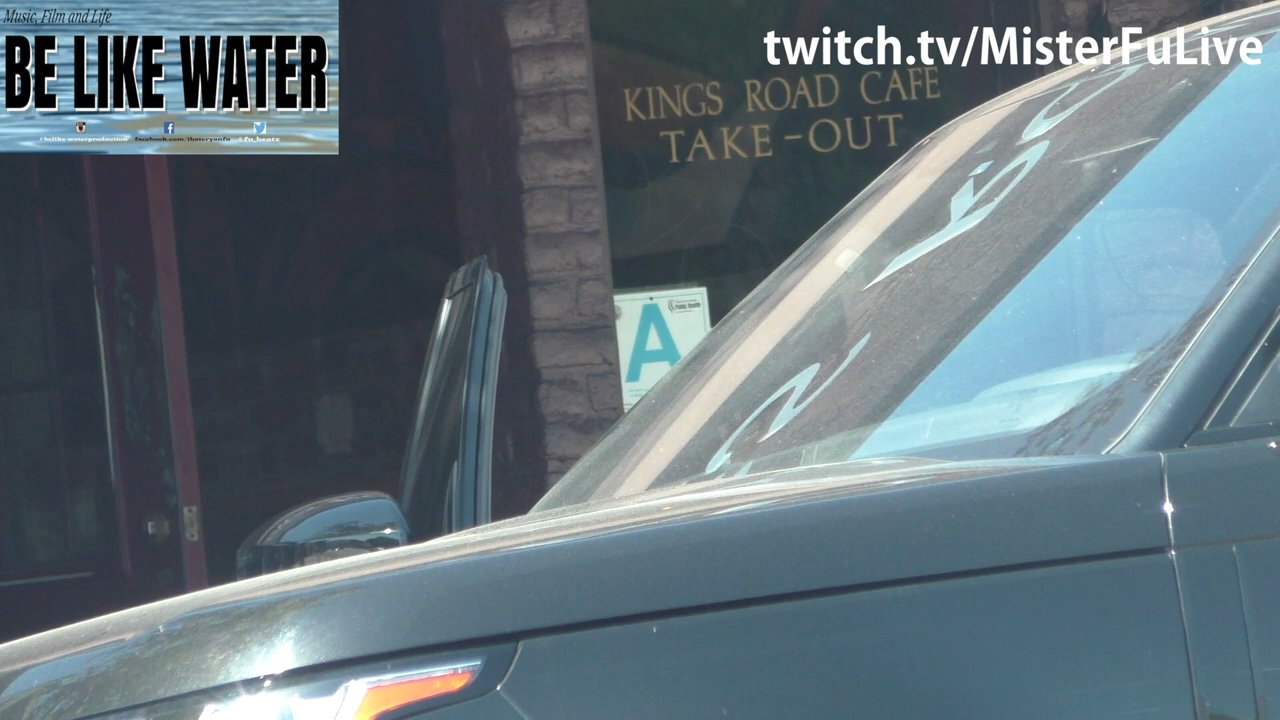 Music, Film and Life
BE LIKE WATER
twitch.tv/MisterFuLive
KINGS ROAD CAFE
TAKE-OUT
A